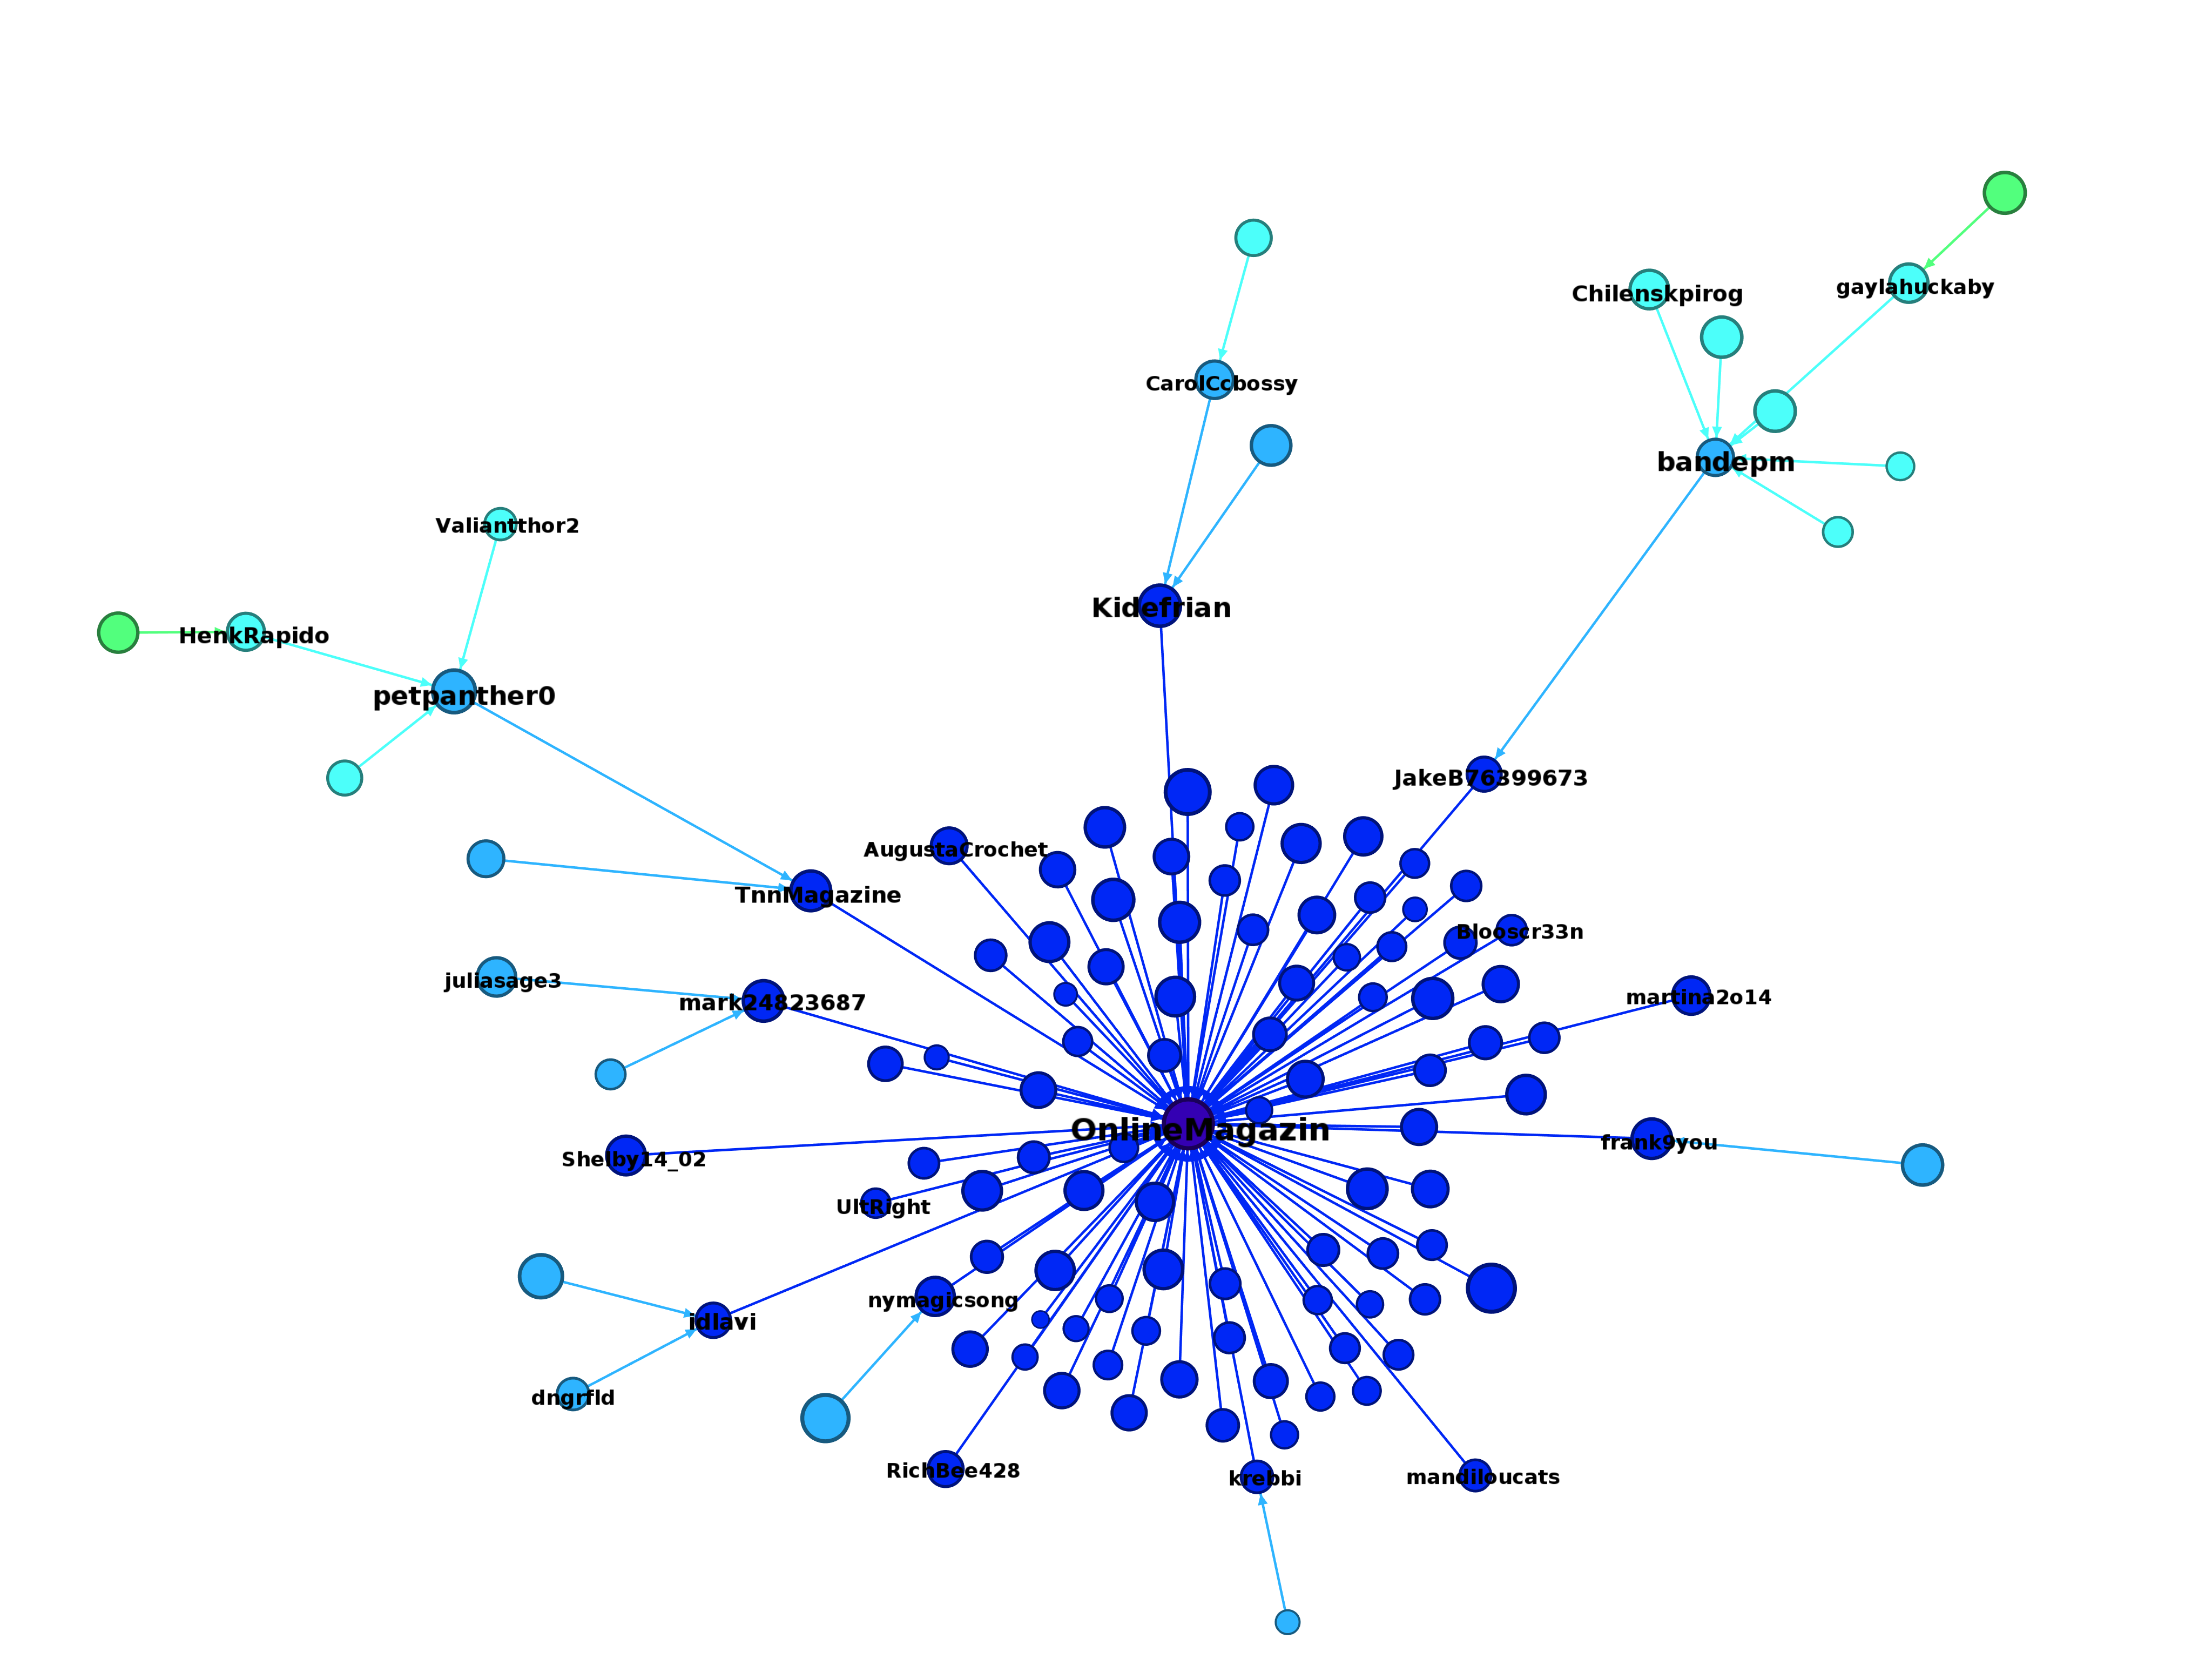 gaylahuckaby
Chilenskpirog
CarolCcbossy
bandepm
Valiantthor2
Kidefrian
HenkRapido
petpanther0
JakeB76399673
AugustaCrochet
TnnMagazine
Blooscr33n
juliasage3
mark24823687
martina2o14
OnlineMagazin
frank9you
Shelby14_02
UltRight
nymagicsong
idlavi
dngrfld
RichBee428
krebbi
mandiloucats